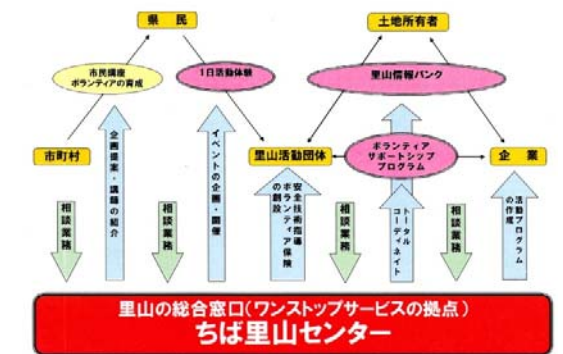 県　民
土地所有者
市民講座
ボランティアの育成
1日活動体験
里山情報バンク
市町村
里山活動団体
ボランティア
サポートシップ
プログラム
企　業
相談業務
企画提案・講師の紹介
相談業務
イベントの企画・開催
安全技術指導
ボランティア保険
の創設
相談業務
トータル
コーディネイト
相談業務
活動プログラム
の作成
里山の総合窓口（ワンストップサービスの拠点）
ちば里山センター